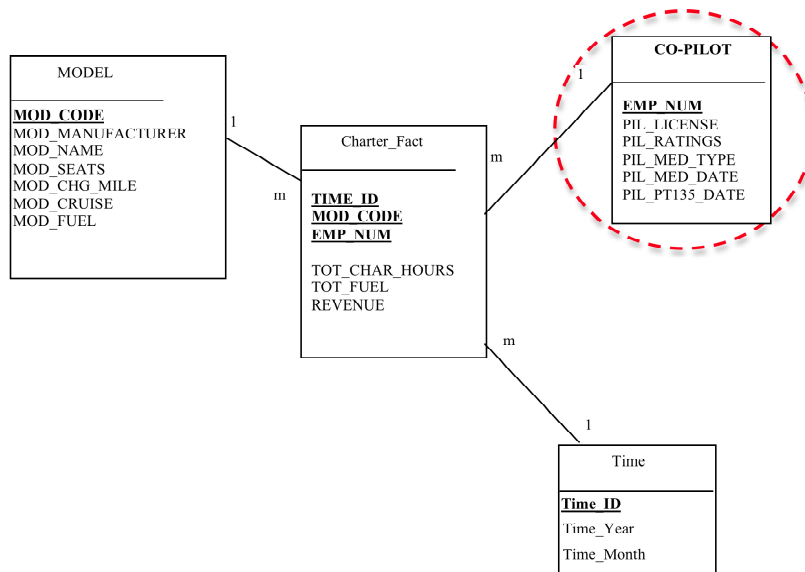 MODEL
MOD_CODE
MOD_MANUFACTURER
MOD_NAME
MOD_SEATS
MOD_CHG_MILE
MOD_CRUISE
MOD_FUEL
1
m
Charter_Fact
TIME_ID
MOD_CODE
EMP_NUM
TOT_CHAR_HOURS
TOT_FUEL
REVENUE
m
1
CO-PILOT
EMP_NUM
PIL_LICENSE
PIL_RATINGS
PIL_MED_TYPE
PIL_MED_DATE
PIL_PT135_DATE
m
1
Time
Time_ID
Time_Year
Time_Month